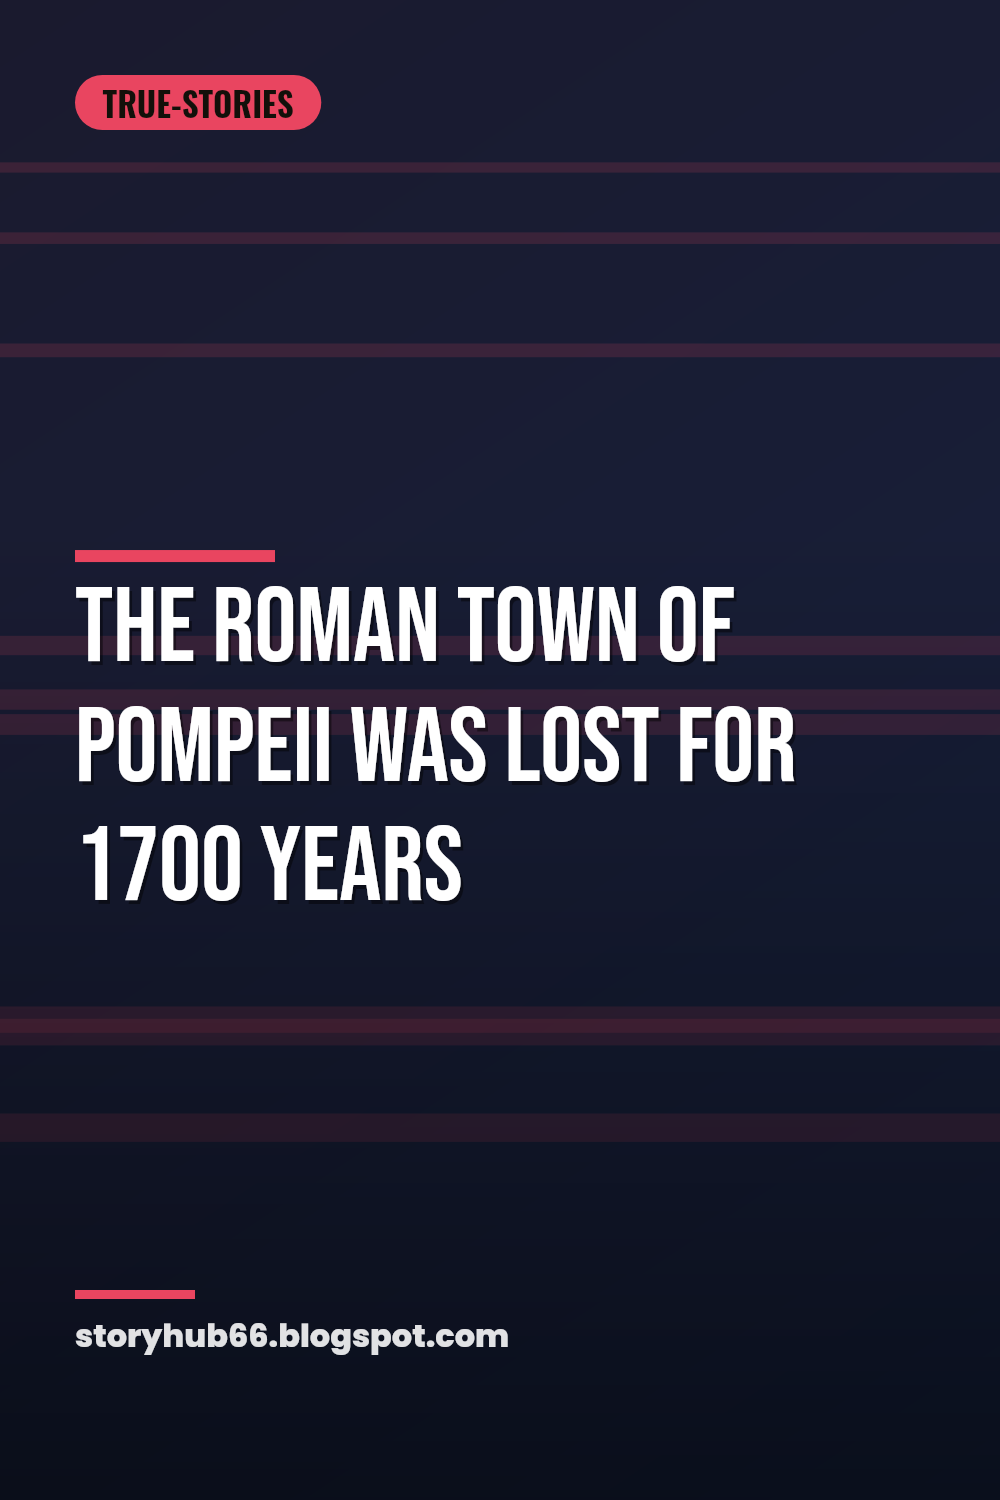 TRUE-STORIES
THE ROMAN TOWN OF
POMPEII WAS LOST FOR
1700 YEARS
storyhub66.blogspot.com